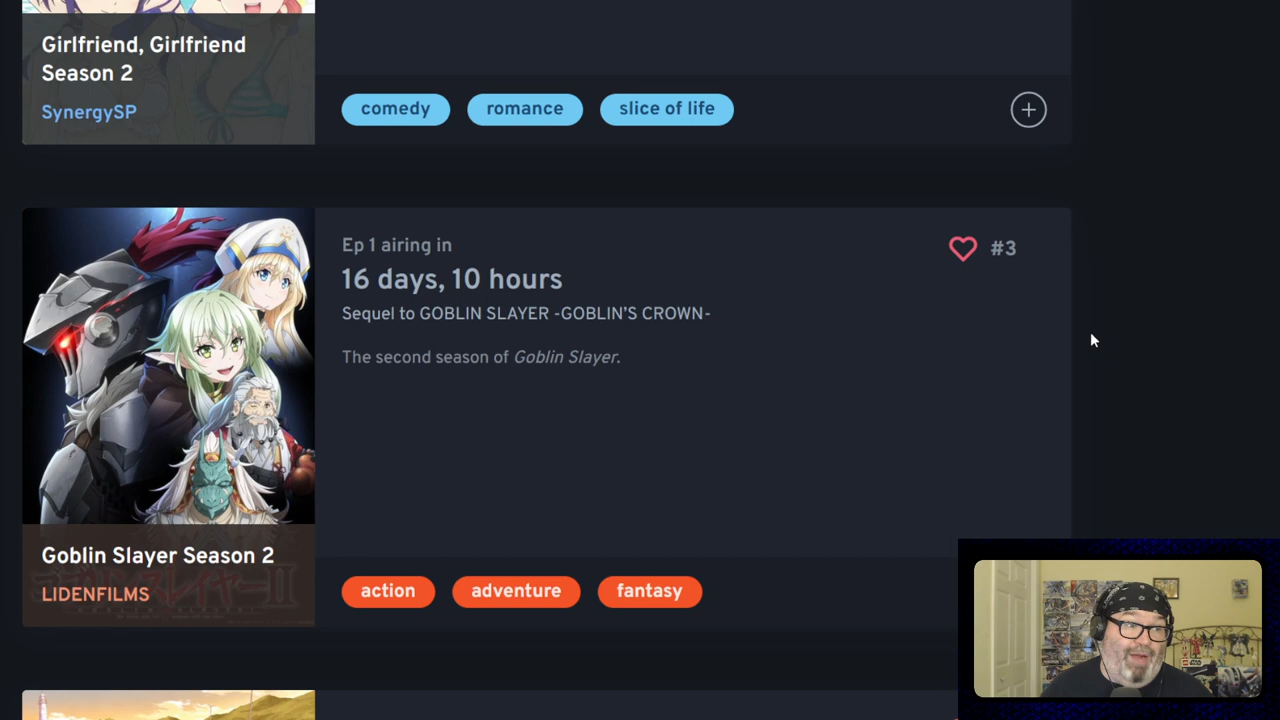 Girlfriend, Girlfriend
Season 2
SynergySP
comedy
romance
slice of life
Ep 1 airing in
#3
16 days, 10 hours
Sequel to GOBLIN SLAYER -GOBLIN'S CROWN-
The second season of Goblin Slayer.
Goblin Slayer Season 2
LIDENFILMS
action
adventure
fantasy